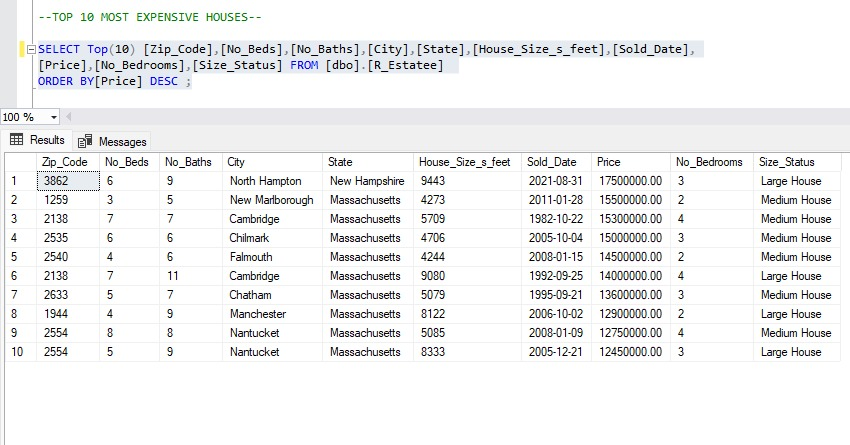 --TOP 10 MOST EXPENSIVE HOUSES--
SELECT Top(10) [Zip_Code],[No_Beds],[No_Baths],[City],[State],[House_Size_s_feet],[Sold_Date],
[Price],[No_Bedrooms],[Size_Status] FROM [dbo].[R_Estatee]
ORDER BY[Price] DESC ;
100 %
Results Messages
Zip_Code No_Beds No_Baths City State House_Size_s_feet Sold_Date Price No_Bedrooms Size_Status
1 3862 6 9 North Hampton New Hampshire 9443 2021-08-31 17500000.00 3 Large House
2 1259 3 5 New Marlborough Massachusetts 4273 2011-01-28 15500000.00 2 Medium House
3 2138 7 7 Cambridge Massachusetts 5709 1982-10-22 15300000.00 4 Medium House
4 2535 6 6 Chilmark Massachusetts 4706 2005-10-04 15000000.00 3 Medium House
5 2540 4 6 Falmouth Massachusetts 4244 2008-01-15 14500000.00 2 Medium House
6 2138 7 11 Cambridge Massachusetts 9080 1992-09-25 14000000.00 4 Large House
7 2633 5 7 Chatham Massachusetts 5079 1995-09-21 13600000.00 3 Medium House
8 1944 4 9 Manchester Massachusetts 8122 2006-10-02 12900000.00 2 Large House
9 2554 8 8 Nantucket Massachusetts 5085 2008-01-09 12750000.00 4 Medium House
10 2554 5 9 Nantucket Massachusetts 8333 2005-12-21 12450000.00 3 Large House